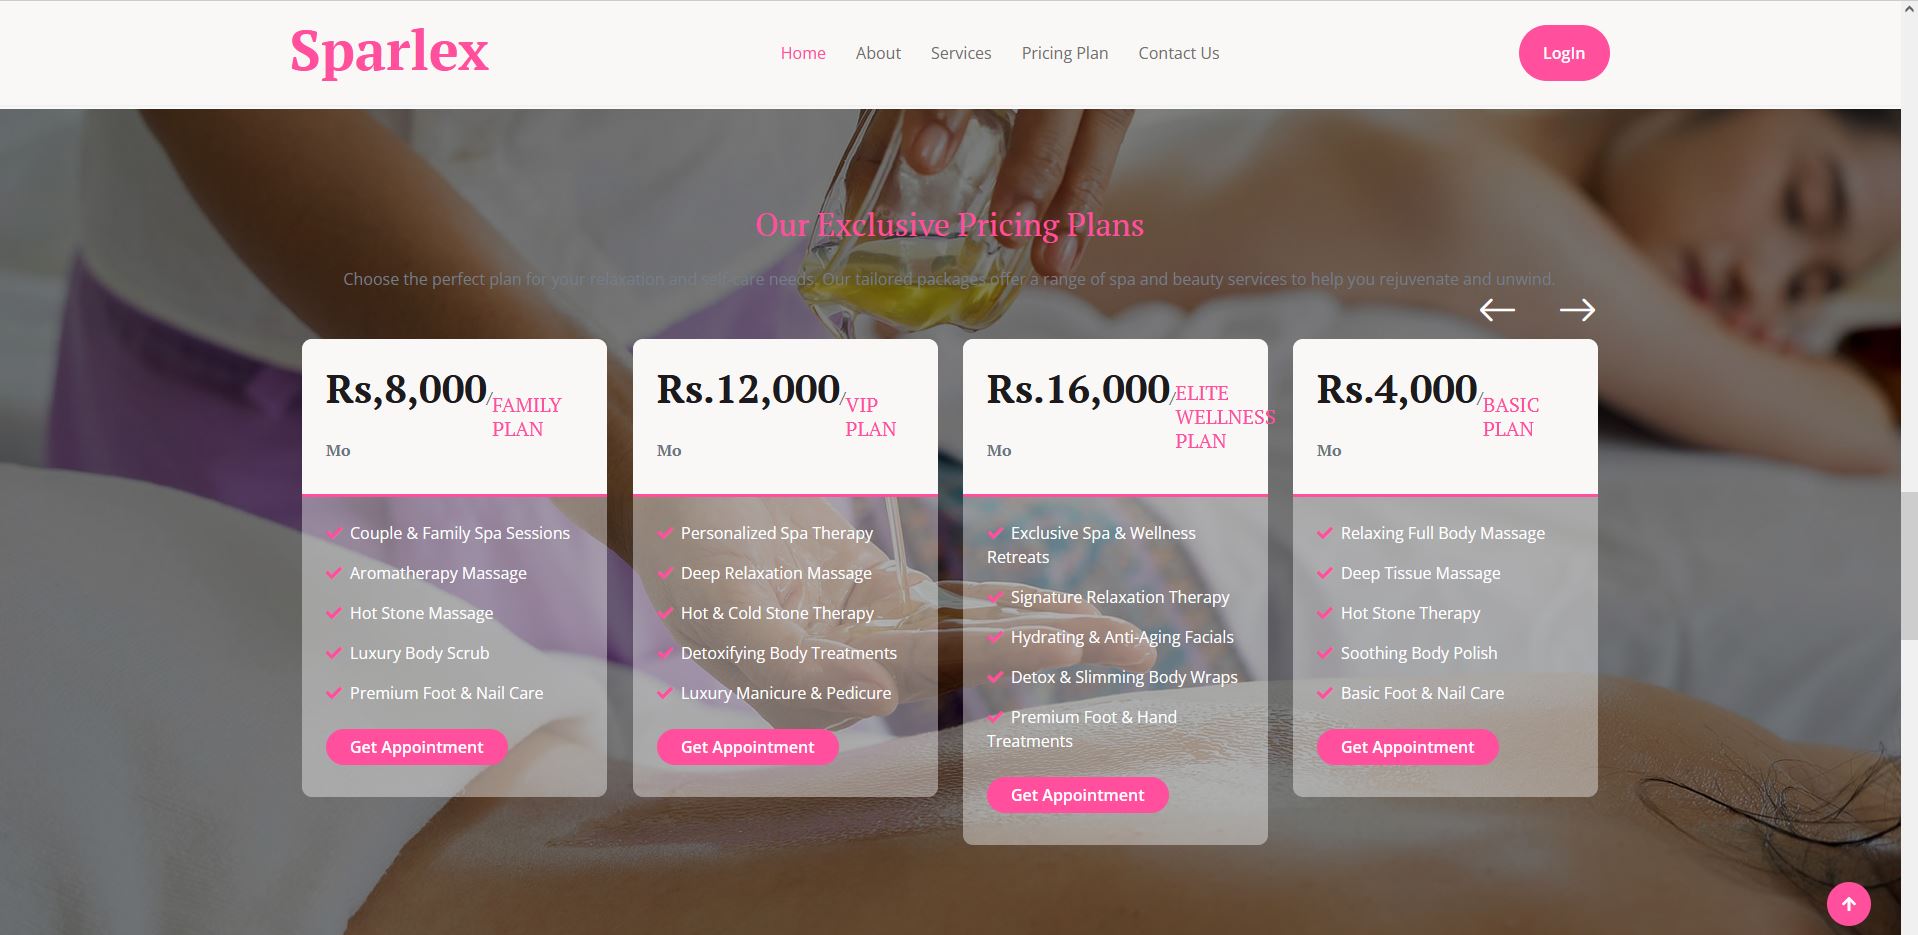 Sparlex
Home About Services Pricing Plan Contact Us
LogIn
Our Exclusive Pricing Plans
Choose the perfect plan for your relaxation and self-care needs. Our tailored packages offer a range of spa and beauty services to help you rejuvenate and unwind.
Rs,8,000/
FAMILY
PLAN
Mo
Couple & Family Spa Sessions
Aromatherapy Massage
Hot Stone Massage
Luxury Body Scrub
Premium Foot & Nail Care
Get Appointment
Rs.12,000/
VIP
PLAN
Mo
Personalized Spa Therapy
Deep Relaxation Massage
Hot & Cold Stone Therapy
Detoxifying Body Treatments
Luxury Manicure & Pedicure
Get Appointment
Rs.16,000/
ELITE
WELLNESS
PLAN
Mo
Exclusive Spa & Wellness
Retreats
Signature Relaxation Therapy
Hydrating & Anti-Aging Facials
Detox & Slimming Body Wraps
Premium Foot & Hand
Treatments
Get Appointment
Rs.4,000/
BASIC
PLAN
Mo
Relaxing Full Body Massage
Deep Tissue Massage
Hot Stone Therapy
Soothing Body Polish
Basic Foot & Nail Care
Get Appointment